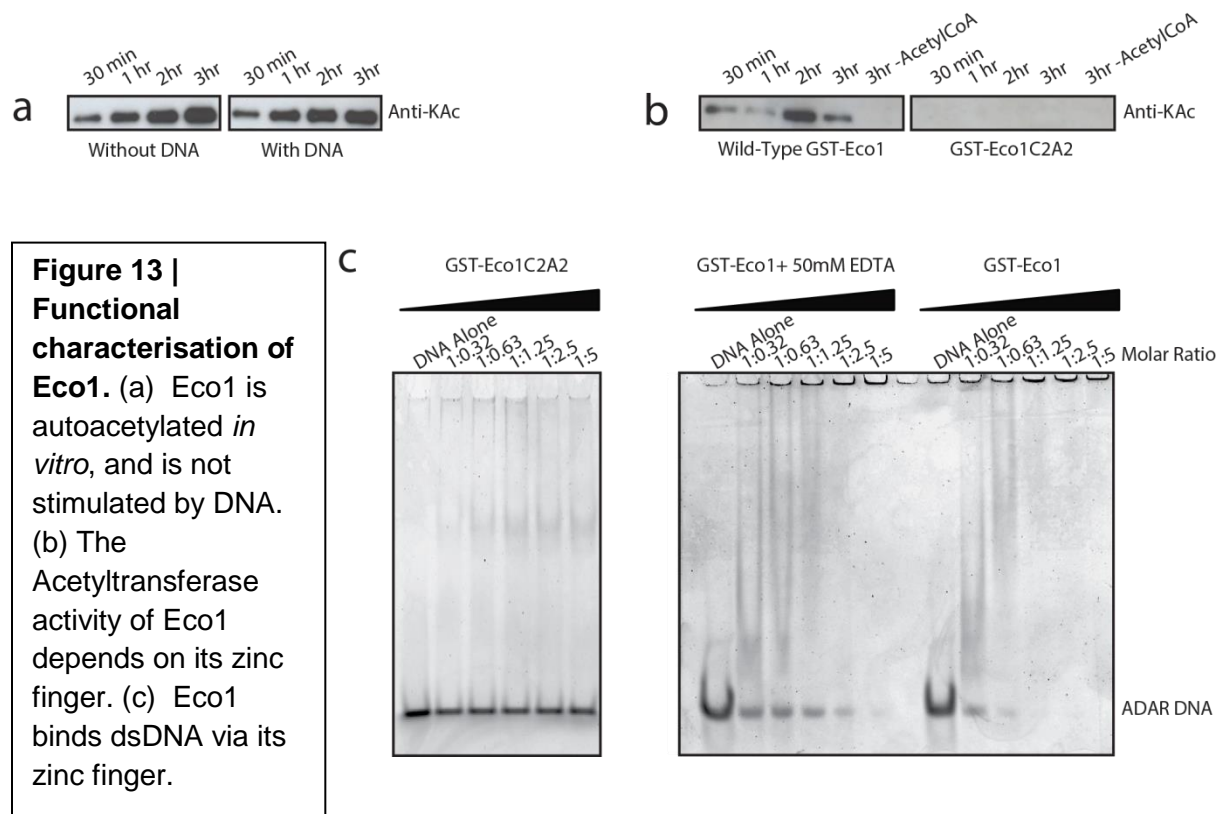 a
30 min 1 hr 2hr 3hr
30 min 1 hr 2hr 3hr
Anti-KAc
Without DNA
With DNA
b
30 min 1 hr 2hr 3hr 3hr -AcetylCoA
30 min 1 hr 2hr 3hr 3hr -AcetylCoA
Anti-KAc
Wild-Type GST-Eco1
GST-Eco1C2A2
Figure 13 |
Functional
characterisation of
Eco1. (a) Eco1 is
autoacetylated in
vitro, and is not
stimulated by DNA.
(b) The
Acetyltransferase
activity of Eco1
depends on its zinc
finger. (c) Eco1
binds dsDNA via its
zinc finger.
c
GST-Eco1C2A2
GST-Eco1+ 50mM EDTA
GST-Eco1
DNA Alone 1:0.32 1:0.63 1:1.25 1:2.5 1:5
DNA Alone 1:0.32 1:0.63 1:1.25 1:2.5 1:5
DNA Alone 1:0.32 1:0.63 1:1.25 1:2.5 1:5
Molar Ratio
ADAR DNA